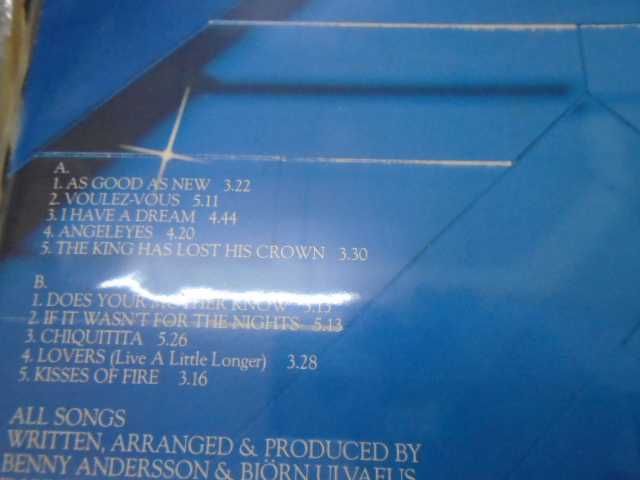 A.
1. AS GOOD AS NEW 3.22
2. VOULEZ-VOUS 5.11
3. I HAVE A DREAM 4.44
4. ANGELEYES 4.20
5. THE KING HAS LOST HIS CROWN 3.30
B.
1. DOES YOUR MOTHER KNOW 3.13
2. IF IT WASN'T FOR THE NIGHTS 5.13
3. CHIQUITITA 5.26
4. LOVERS (Live A Little Longer) 3.28
5. KISSES OF FIRE 3.16
ALL SONGS
WRITTEN, ARRANGED & PRODUCED BY
BENNY ANDERSSON & BJÖRN ULVAEUS